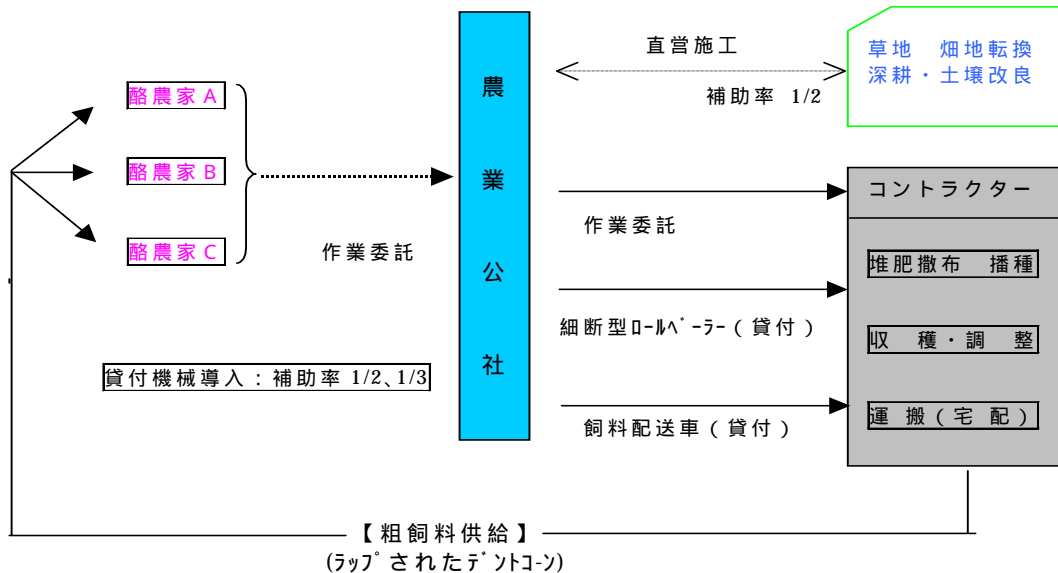 直営施工
補助率 1/2
草地　畑地転換
深耕・土壌改良
酪農家A
酪農家B
酪農家C
作業委託
農業公社
作業委託
細断型ﾛｰﾙﾍﾞｰﾗｰ(貸付)
飼料配送車(貸付)
コントラクター
堆肥撒布　播種
収　穫・調　整
運 搬(宅 配)
貸付機械導入:補助率 1/2、1/3
【粗飼料供給】
(ﾗｯﾌﾟされたﾃﾞﾝﾄｺｰﾝ)